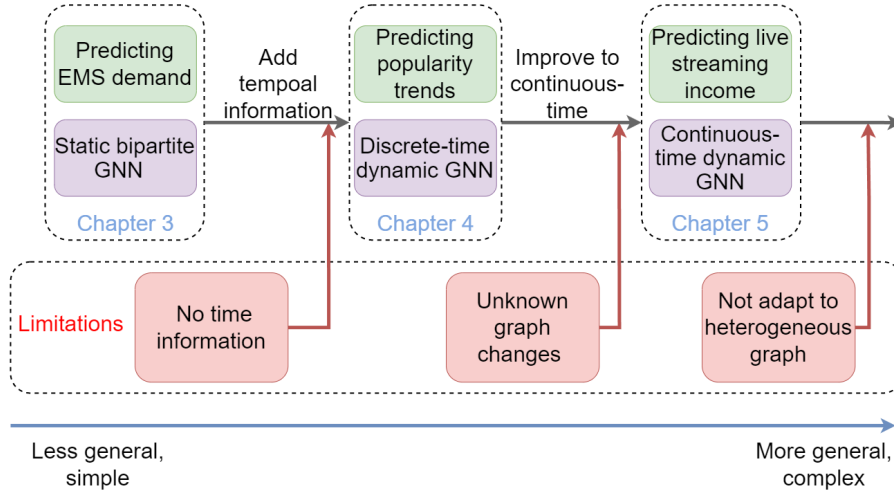 Predicting
EMS demand
Static bipartite
GNN
Chapter 3
Add
tempoal
information
Predicting
popularity
trends
Discrete-time
dynamic GNN
Chapter 4
Improve to
continuous-
time
Predicting live
streaming
income
Continuous-
time dynamic
GNN
Chapter 5
Limitations
No time
information
Unknown
graph
changes
Not adapt to
heterogeneous
graph
Less general,
simple
More general,
complex